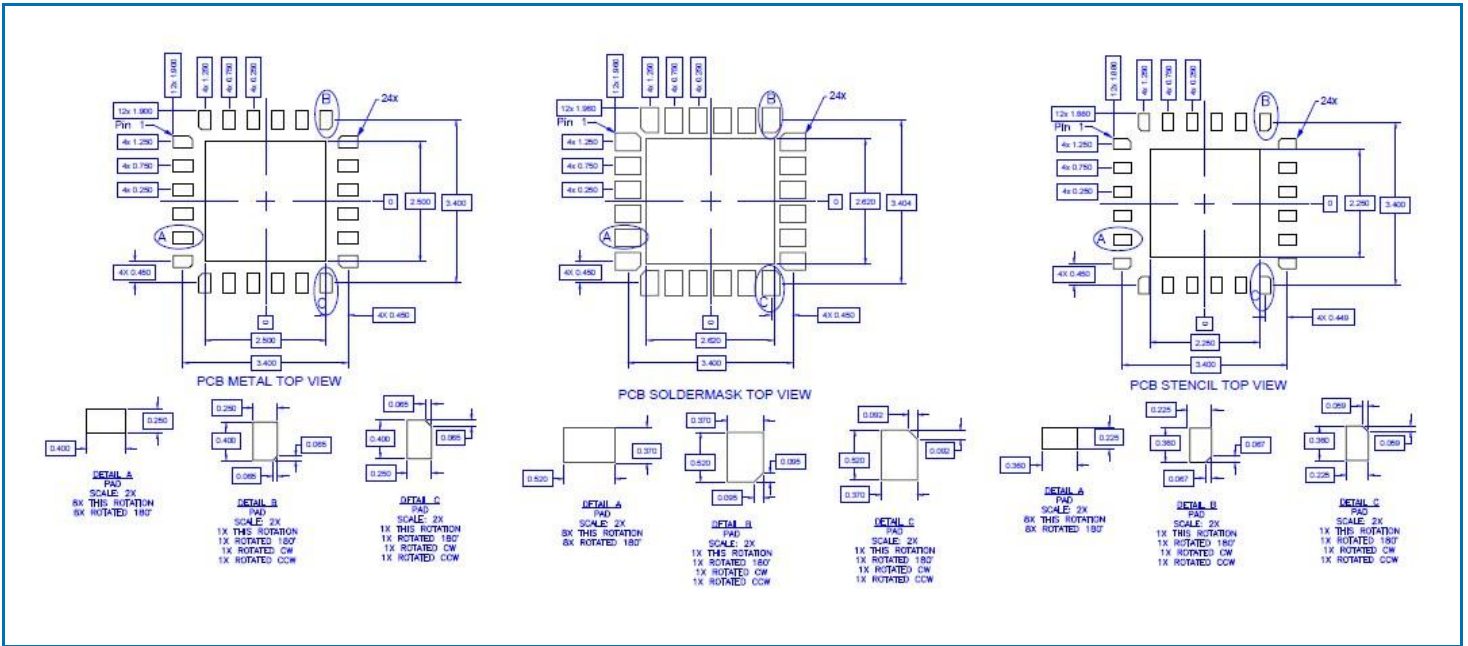 12x 1.900
4x 1.250
4x 0.750
4x 0.250
12x 1.900
Pin 1
4x 1.250
4x 0.750
4x 0.250
A
B
C
24x
0
2.500
3.400
4X 0.450
4X 0.450
0
2.500
3.400
PCB METAL TOP VIEW
0.250
0.400
DETAIL A
PAD
SCALE: 2X
8X THIS ROTATION
8X ROTATED 180°
0.250
0.400
0.065
0.065
DETAIL B
PAD
SCALE: 2X
1X THIS ROTATION
1X ROTATED 180°
1X ROTATED CW
1X ROTATED CCW
0.065
0.400
0.065
0.250
DETAIL C
PAD
SCALE: 2X
1X THIS ROTATION
1X ROTATED 180°
1X ROTATED CW
1X ROTATED CCW
12x 1.960
4x 1.250
4x 0.750
4x 0.250
12x 1.960
Pin 1
4x 1.250
4x 0.750
4x 0.250
A
B
C
24x
0
2.620
3.404
4X 0.450
4X 0.450
0
2.620
3.400
PCB SOLDERMASK TOP VIEW
0.370
0.520
DETAIL A
PAD
SCALE: 2X
8X THIS ROTATION
8X ROTATED 180°
0.370
0.520
0.095
0.095
DETAIL B
PAD
SCALE: 2X
1X THIS ROTATION
1X ROTATED 180°
1X ROTATED CW
1X ROTATED CCW
0.092
0.520
0.092
0.370
DETAIL C
PAD
SCALE: 2X
1X THIS ROTATION
1X ROTATED 180°
1X ROTATED CW
1X ROTATED CCW
12x 1.880
4x 1.250
4x 0.750
4x 0.250
12x 1.880
Pin 1
4x 1.250
4x 0.750
4x 0.250
A
B
C
24x
0
2.250
3.400
4X 0.450
4X 0.449
0
2.250
3.400
PCB STENCIL TOP VIEW
0.225
0.360
DETAIL A
PAD
SCALE: 2X
8X THIS ROTATION
8X ROTATED 180°
0.225
0.360
0.067
0.067
DETAIL B
PAD
SCALE: 2X
1X THIS ROTATION
1X ROTATED 180°
1X ROTATED CW
1X ROTATED CCW
0.059
0.360
0.059
0.225
DETAIL C
PAD
SCALE: 2X
1X THIS ROTATION
1X ROTATED 180°
1X ROTATED CW
1X ROTATED CCW